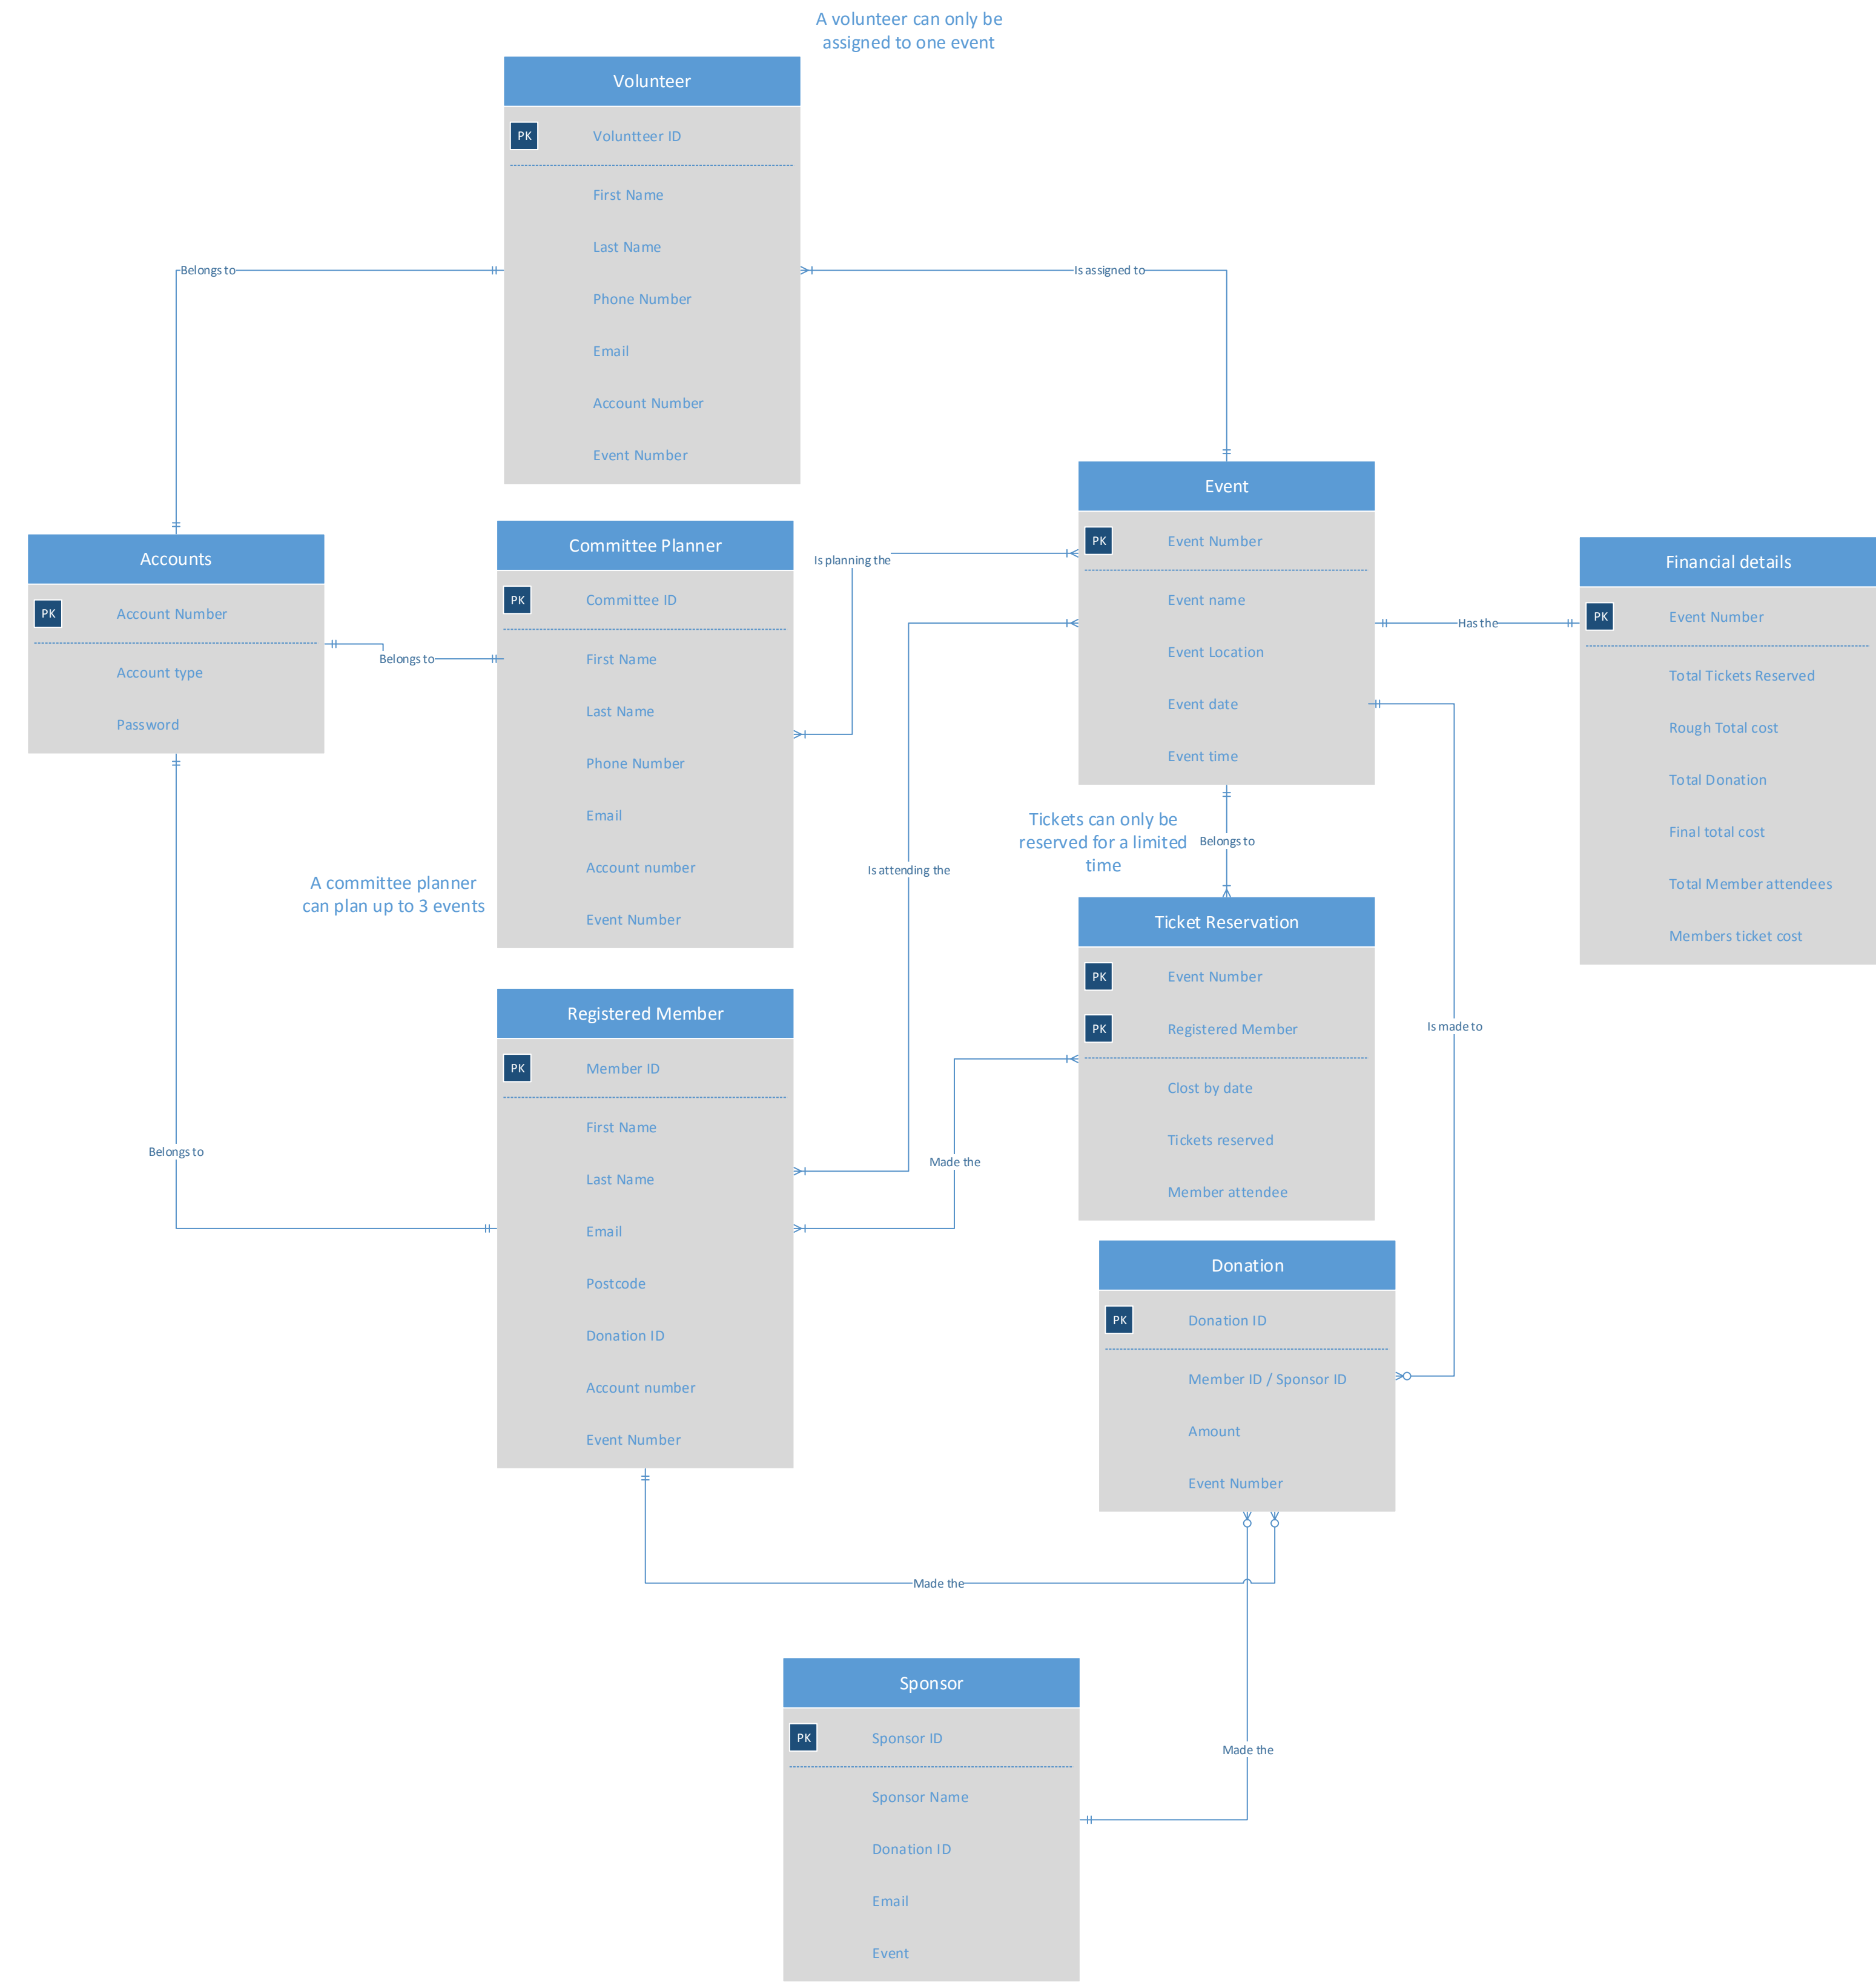 A volunteer can only be
assigned to one event
Volunteer
PK Voluntteer ID
First Name
Last Name
Phone Number
Email
Account Number
Event Number
Belongs to
Is assigned to
Accounts
PK Account Number
Account type
Password
Belongs to
Committee Planner
PK Committee ID
First Name
Last Name
Phone Number
Email
Account number
Event Number
Is planning the
Event
PK Event Number
Event name
Event Location
Event date
Event time
Has the
Financial details
PK Event Number
Total Tickets Reserved
Rough Total cost
Total Donation
Final total cost
Total Member attendees
Members ticket cost
A committee planner
can plan up to 3 events
Is attending the
Tickets can only be
reserved for a limited
time
Belongs to
Ticket Reservation
PK Event Number
PK Registered Member
Clost by date
Tickets reserved
Member attendee
Is made to
Registered Member
PK Member ID
First Name
Last Name
Email
Postcode
Donation ID
Account number
Event Number
Belongs to
Made the
Donation
PK Donation ID
Member ID / Sponsor ID
Amount
Event Number
Made the
Sponsor
PK Sponsor ID
Sponsor Name
Donation ID
Email
Event
Made the